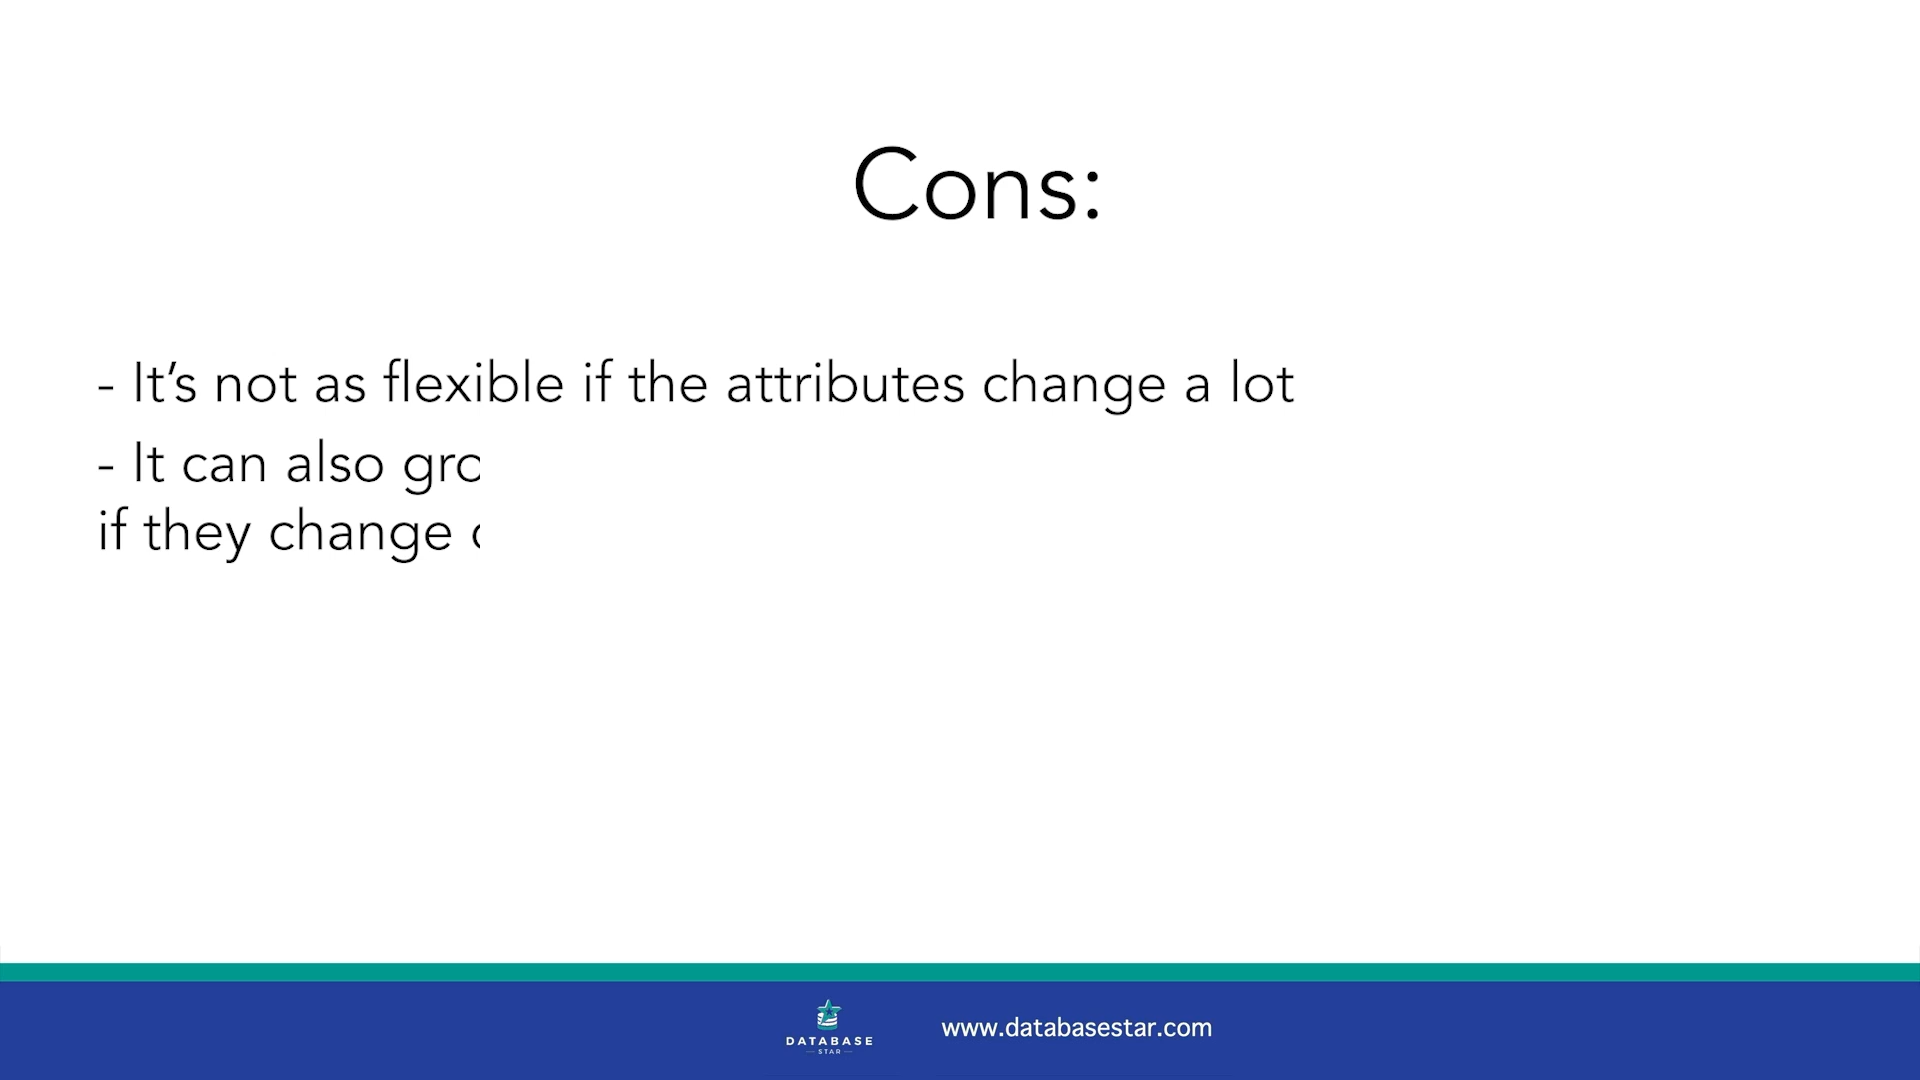 Cons:
- It’s not as flexible if the attributes change a lot
- It can also
if they change
DATABASE
STAR
www.databasestar.com